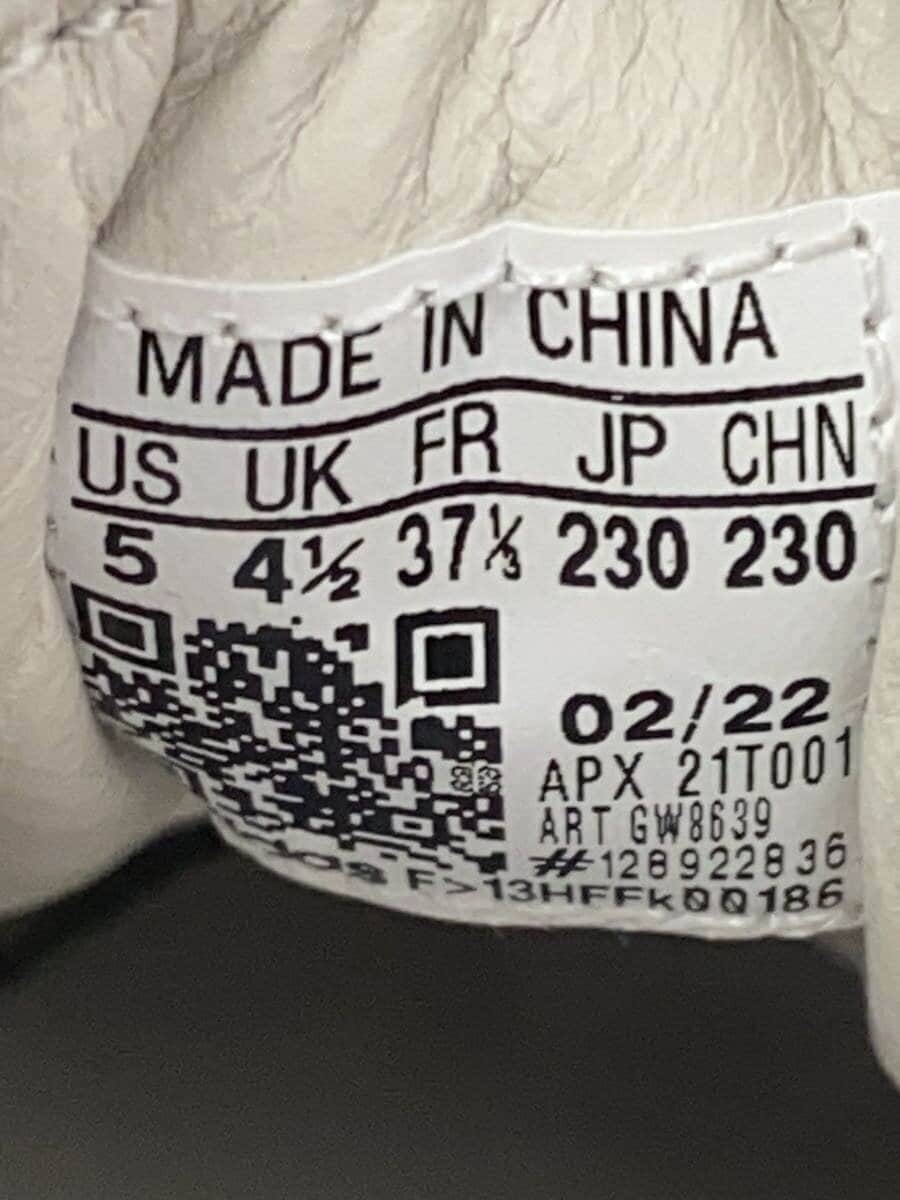 MADE IN CHINA
US UK FR JP CHN
5 4½ 37⅓ 230 230
02/22
APX 21T001
ART GW8639
#128922836
F>13HFFK00186